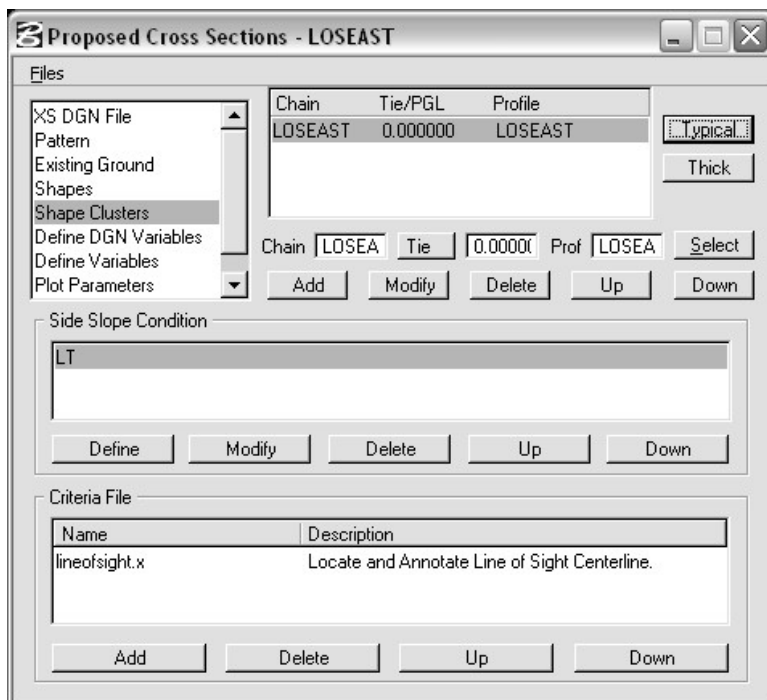 Proposed Cross Sections - LOSEAST
Files
XS DGN File
Pattern
Existing Ground
Shapes
Shape Clusters
Define DGN Variables
Define Variables
Plot Parameters
Chain Tie/PGL Profile
LOSEAST 0.000000 LOSEAST
Typical
Thick
Chain LOSEA Tie 0.0000( Prof LOSEA Select
Add Modify Delete Up Down
Side Slope Condition
LT
Define Modify Delete Up Down
Criteria File
Name Description
lineofsight.x Locate and Annotate Line of Sight Centerline.
Add Delete Up Down